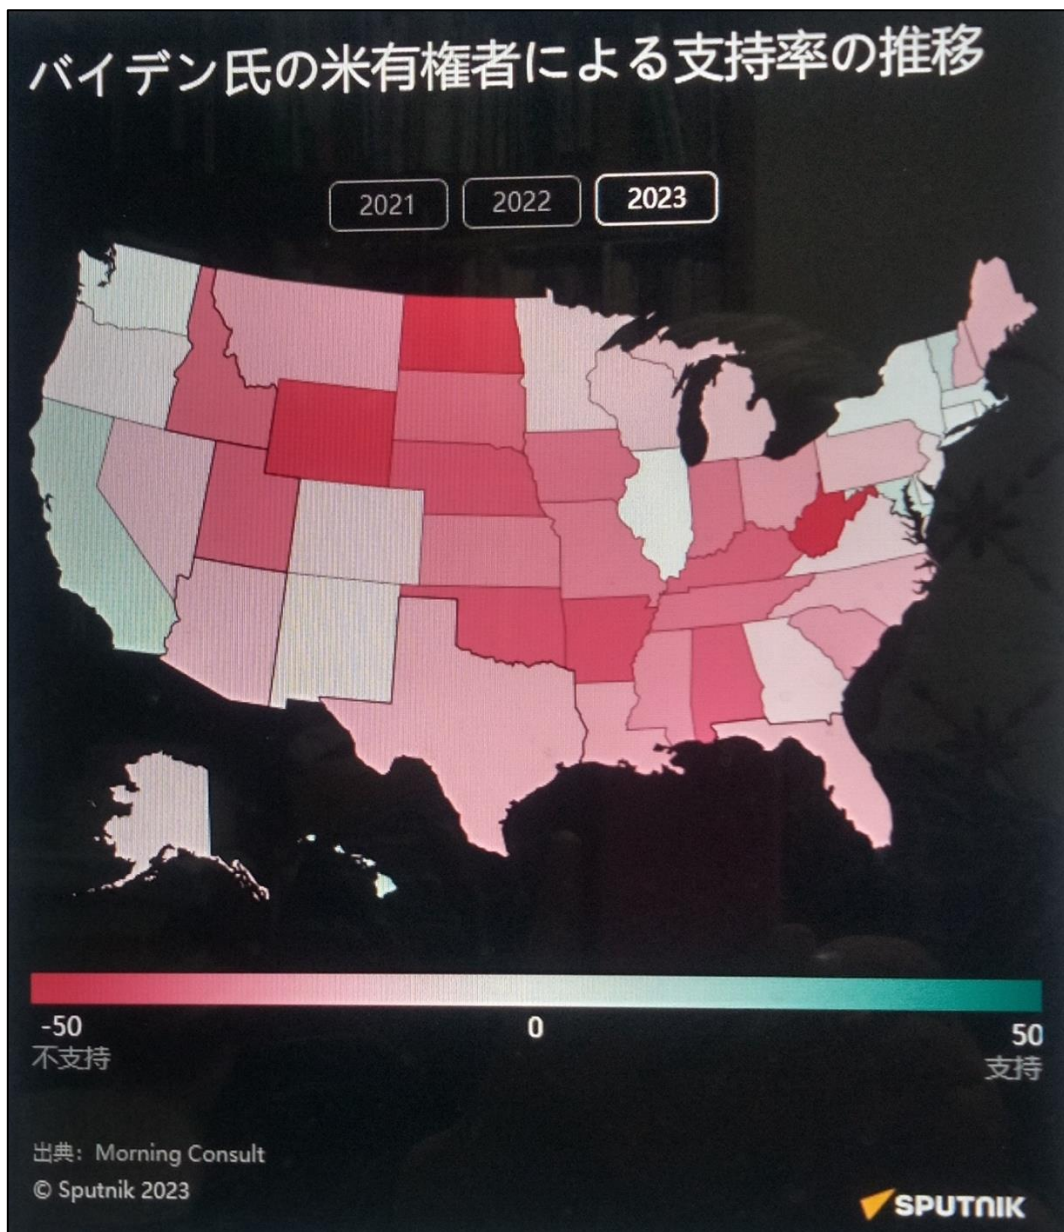 バイデン氏の米有権者による支持率の推移
2021 2022 2023
-50 0 50
不支持 支持
出典: Morning Consult
© Sputnik 2023
SPUTNIK